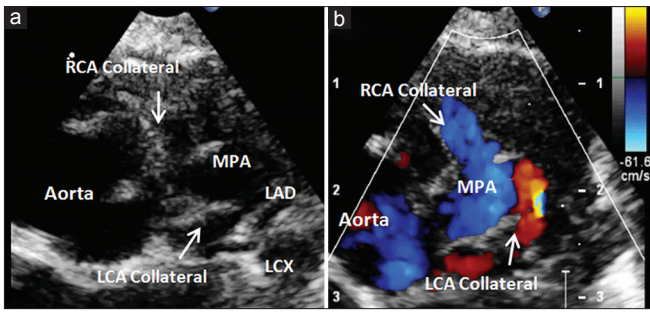 a
RCA Collateral
MPA
Aorta
LAD
LCA Collateral
LCX
b
1
RCA Collateral
1
-61.6
cm/s
MPA
2
2
Aorta
LCA Collateral
3
3